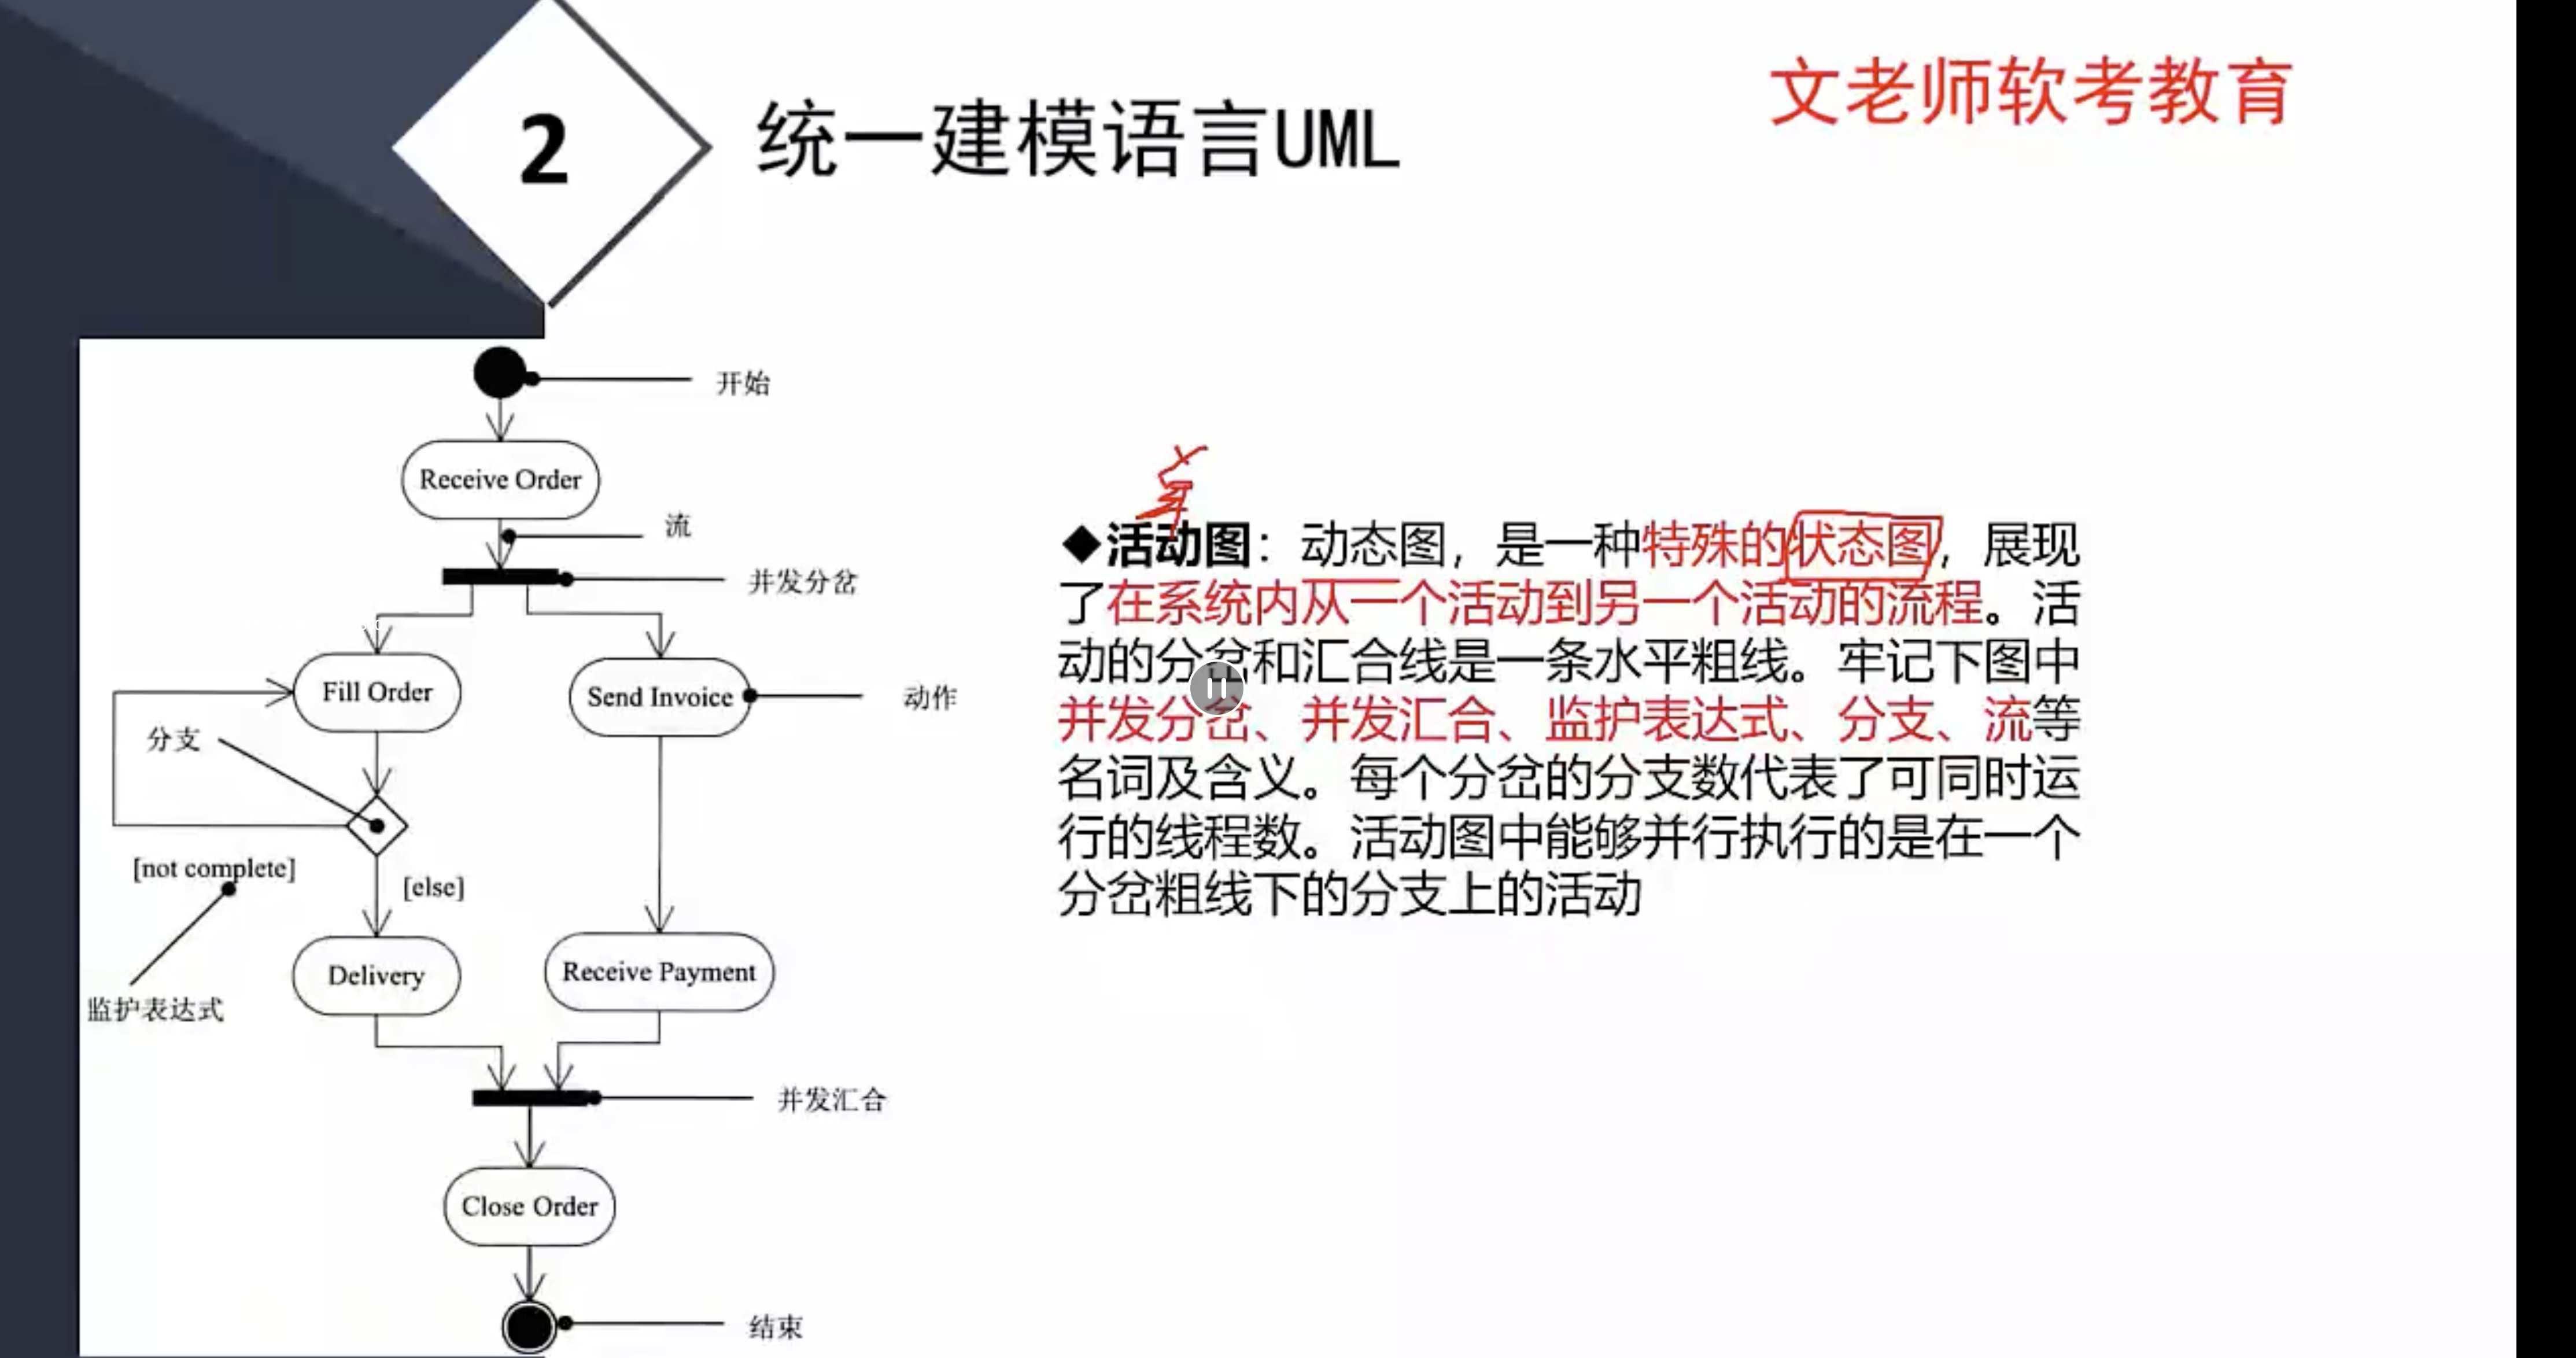 2
统一建模语言UML
文老师软考教育
开始
Receive Order
流
并发分岔
Fill Order
Send Invoice
动作
分支
[not complete]
[else]
监护表达式
Delivery
Receive Payment
并发汇合
Close Order
结束
◆活动图：动态图，是一种特殊的状态图，展现
了在系统内从一个活动到另一个活动的流程。活
动的分岔和汇合线是一条水平粗线。牢记下图中
并发分岔、并发汇合、监护表达式、分支、流等
名词及含义。每个分岔的分支数代表了可同时运
行的线程数。活动图中能够并行执行的是在一个
分岔粗线下的分支上的活动